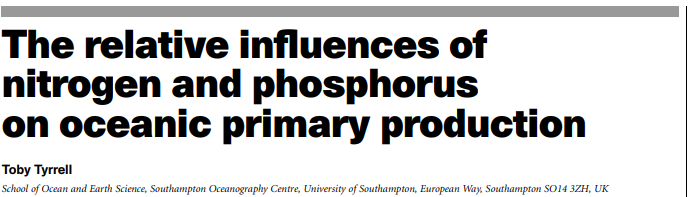 The relative influences of
nitrogen and phosphorus
on oceanic primary production
Toby Tyrrell
School of Ocean and Earth Science, Southampton Oceanography Centre, University of Southampton, European Way, Southampton SO14 3ZH, UK